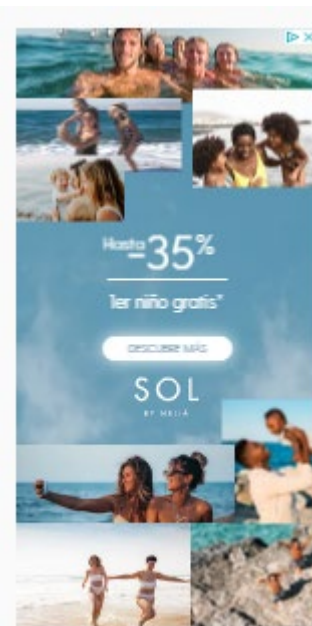 Hasta
-35%
1er niño gratis*
DESCUBRE MÁS
SOL
BY MELIÁ